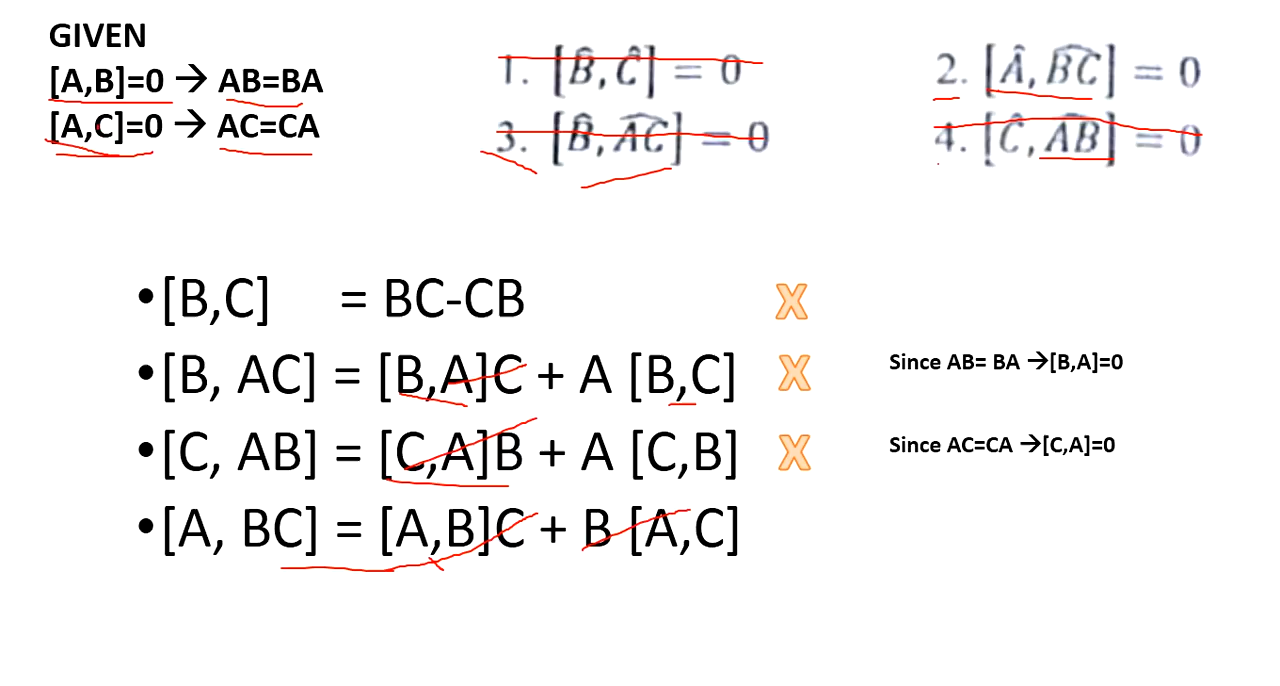 GIVEN
[A,B]=0 → AB=BA
[A,C]=0 → AC=CA
1. [B̂, Ĉ] = 0
2. [Â, B̂C] = 0
3. [B̂, ÂC] = 0
4. [Ĉ, ÂB] = 0
•[B,C] = BC-CB X
•[B, AC] = [B,A]C + A [B,C] X
Since AB= BA →[B,A]=0
•[C, AB] = [C,A]B + A [C,B] X
Since AC=CA →[C,A]=0
•[A, BC] = [A,B]C + B [A,C]